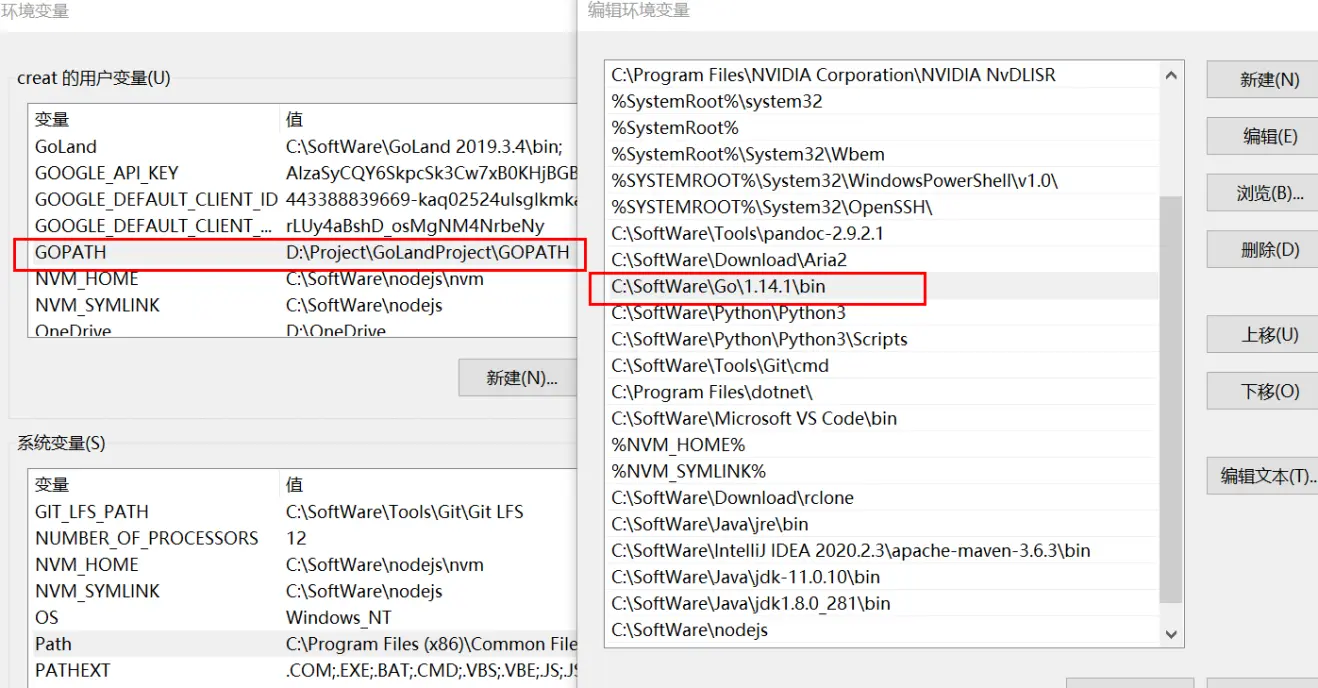 环境变量
creat 的用户变量(U)
变量 值
GoLand C:\SoftWare\GoLand 2019.3.4\bin;
GOOGLE_API_KEY AIzaSyCQY6SkpcSk3Cw7xB0KHjBGB
GOOGLE_DEFAULT_CLIENT_ID 443388839669-kaq02524ulsglkmka
GOOGLE_DEFAULT_CLIENT_... rLUy4aBshD_osMgNM4NrbeNy
GOPATH D:\Project\GoLandProject\GOPATH
NVM_HOME C:\SoftWare\nodejs\nvm
NVM_SYMLINK C:\SoftWare\nodejs
OneDrive D:\OneDrive
新建(N)...
系统变量(S)
变量 值
GIT_LFS_PATH C:\SoftWare\Tools\Git\Git LFS
NUMBER_OF_PROCESSORS 12
NVM_HOME C:\SoftWare\nodejs\nvm
NVM_SYMLINK C:\SoftWare\nodejs
OS Windows_NT
Path C:\Program Files (x86)\Common File
PATHEXT .COM;.EXE;.BAT;.CMD;.VBS;.VBE;.JS;.JS
编辑环境变量
C:\Program Files\NVIDIA Corporation\NVIDIA NvDLISR
%SystemRoot%\system32
%SystemRoot%
%SystemRoot%\System32\Wbem
%SYSTEMROOT%\System32\WindowsPowerShell\v1.0\
%SYSTEMROOT%\System32\OpenSSH\
C:\SoftWare\Tools\pandoc-2.9.2.1
C:\SoftWare\Download\Aria2
C:\SoftWare\Go\1.14.1\bin
C:\SoftWare\Python\Python3
C:\SoftWare\Python\Python3\Scripts
C:\SoftWare\Tools\Git\cmd
C:\Program Files\dotnet\
C:\SoftWare\Microsoft VS Code\bin
%NVM_HOME%
%NVM_SYMLINK%
C:\SoftWare\Download\rclone
C:\SoftWare\Java\jre\bin
C:\SoftWare\IntelliJ IDEA 2020.2.3\apache-maven-3.6.3\bin
C:\SoftWare\Java\jdk-11.0.10\bin
C:\SoftWare\Java\jdk1.8.0_281\bin
C:\SoftWare\nodejs
新建(N)
编辑(E)
浏览(B)...
删除(D)
上移(U)
下移(O)
编辑文本(T)...